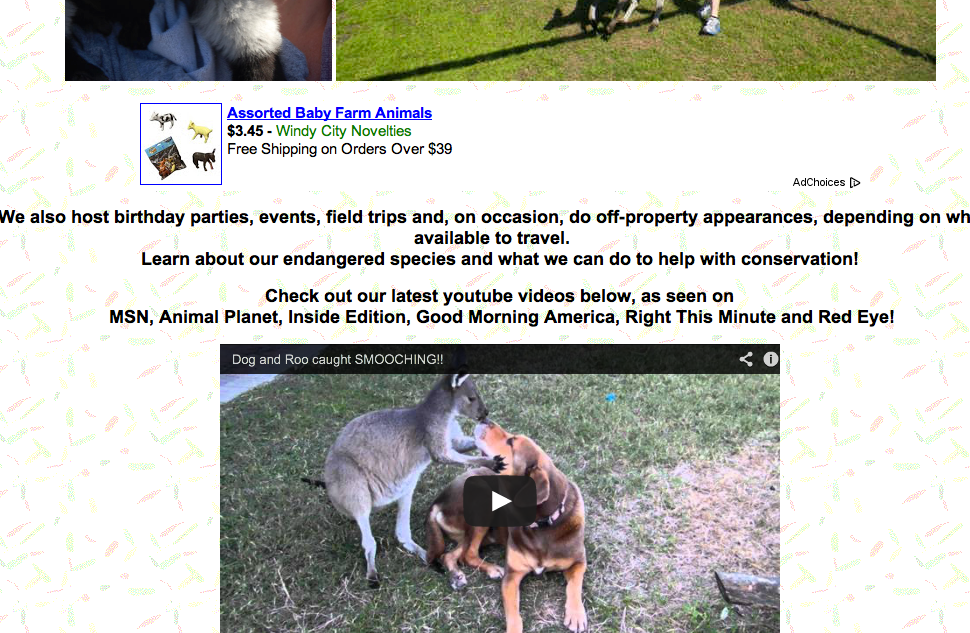 Assorted Baby Farm Animals
$3.45 - Windy City Novelties
Free Shipping on Orders Over $39
AdChoices
We also host birthday parties, events, field trips and, on occasion, do off-property appearances, depending on wh
available to travel.
Learn about our endangered species and what we can do to help with conservation!
Check out our latest youtube videos below, as seen on
MSN, Animal Planet, Inside Edition, Good Morning America, Right This Minute and Red Eye!
Dog and Roo caught SMOOCHING!!